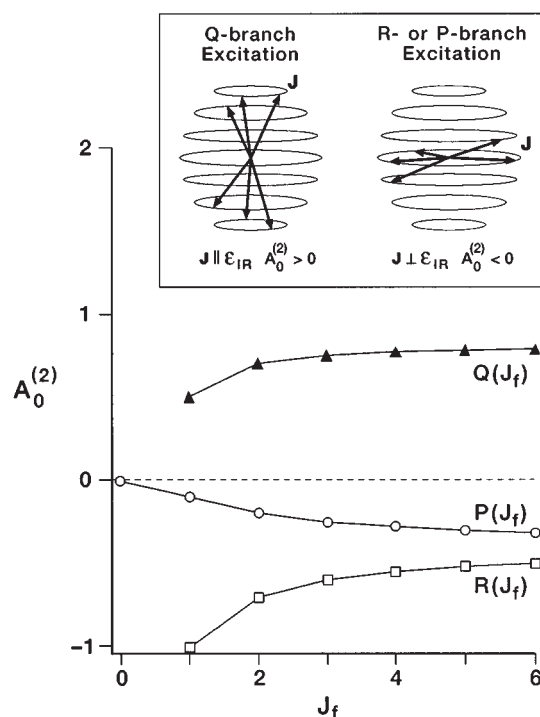 Q-branch
Excitation
R- or P-branch
Excitation
J
J
J ∥ ε_IR A_0^(2) > 0
J ⊥ ε_IR A_0^(2) < 0
2
1
A_0^(2)
0
−1
Q(J_f)
P(J_f)
R(J_f)
0 2 4 6
J_f